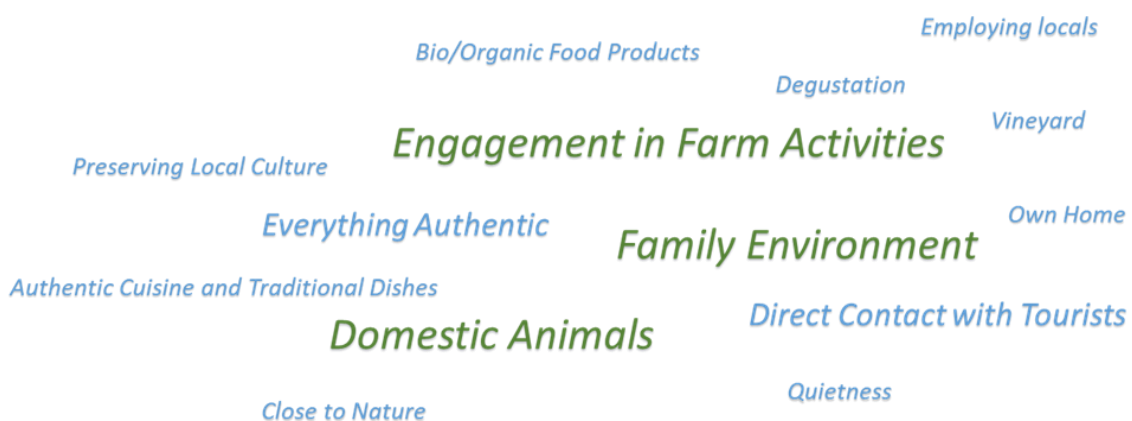 Employing locals
Bio/Organic Food Products
Degustation
Vineyard
Engagement in Farm Activities
Preserving Local Culture
Own Home
Everything Authentic
Family Environment
Authentic Cuisine and Traditional Dishes
Direct Contact with Tourists
Domestic Animals
Quietness
Close to Nature